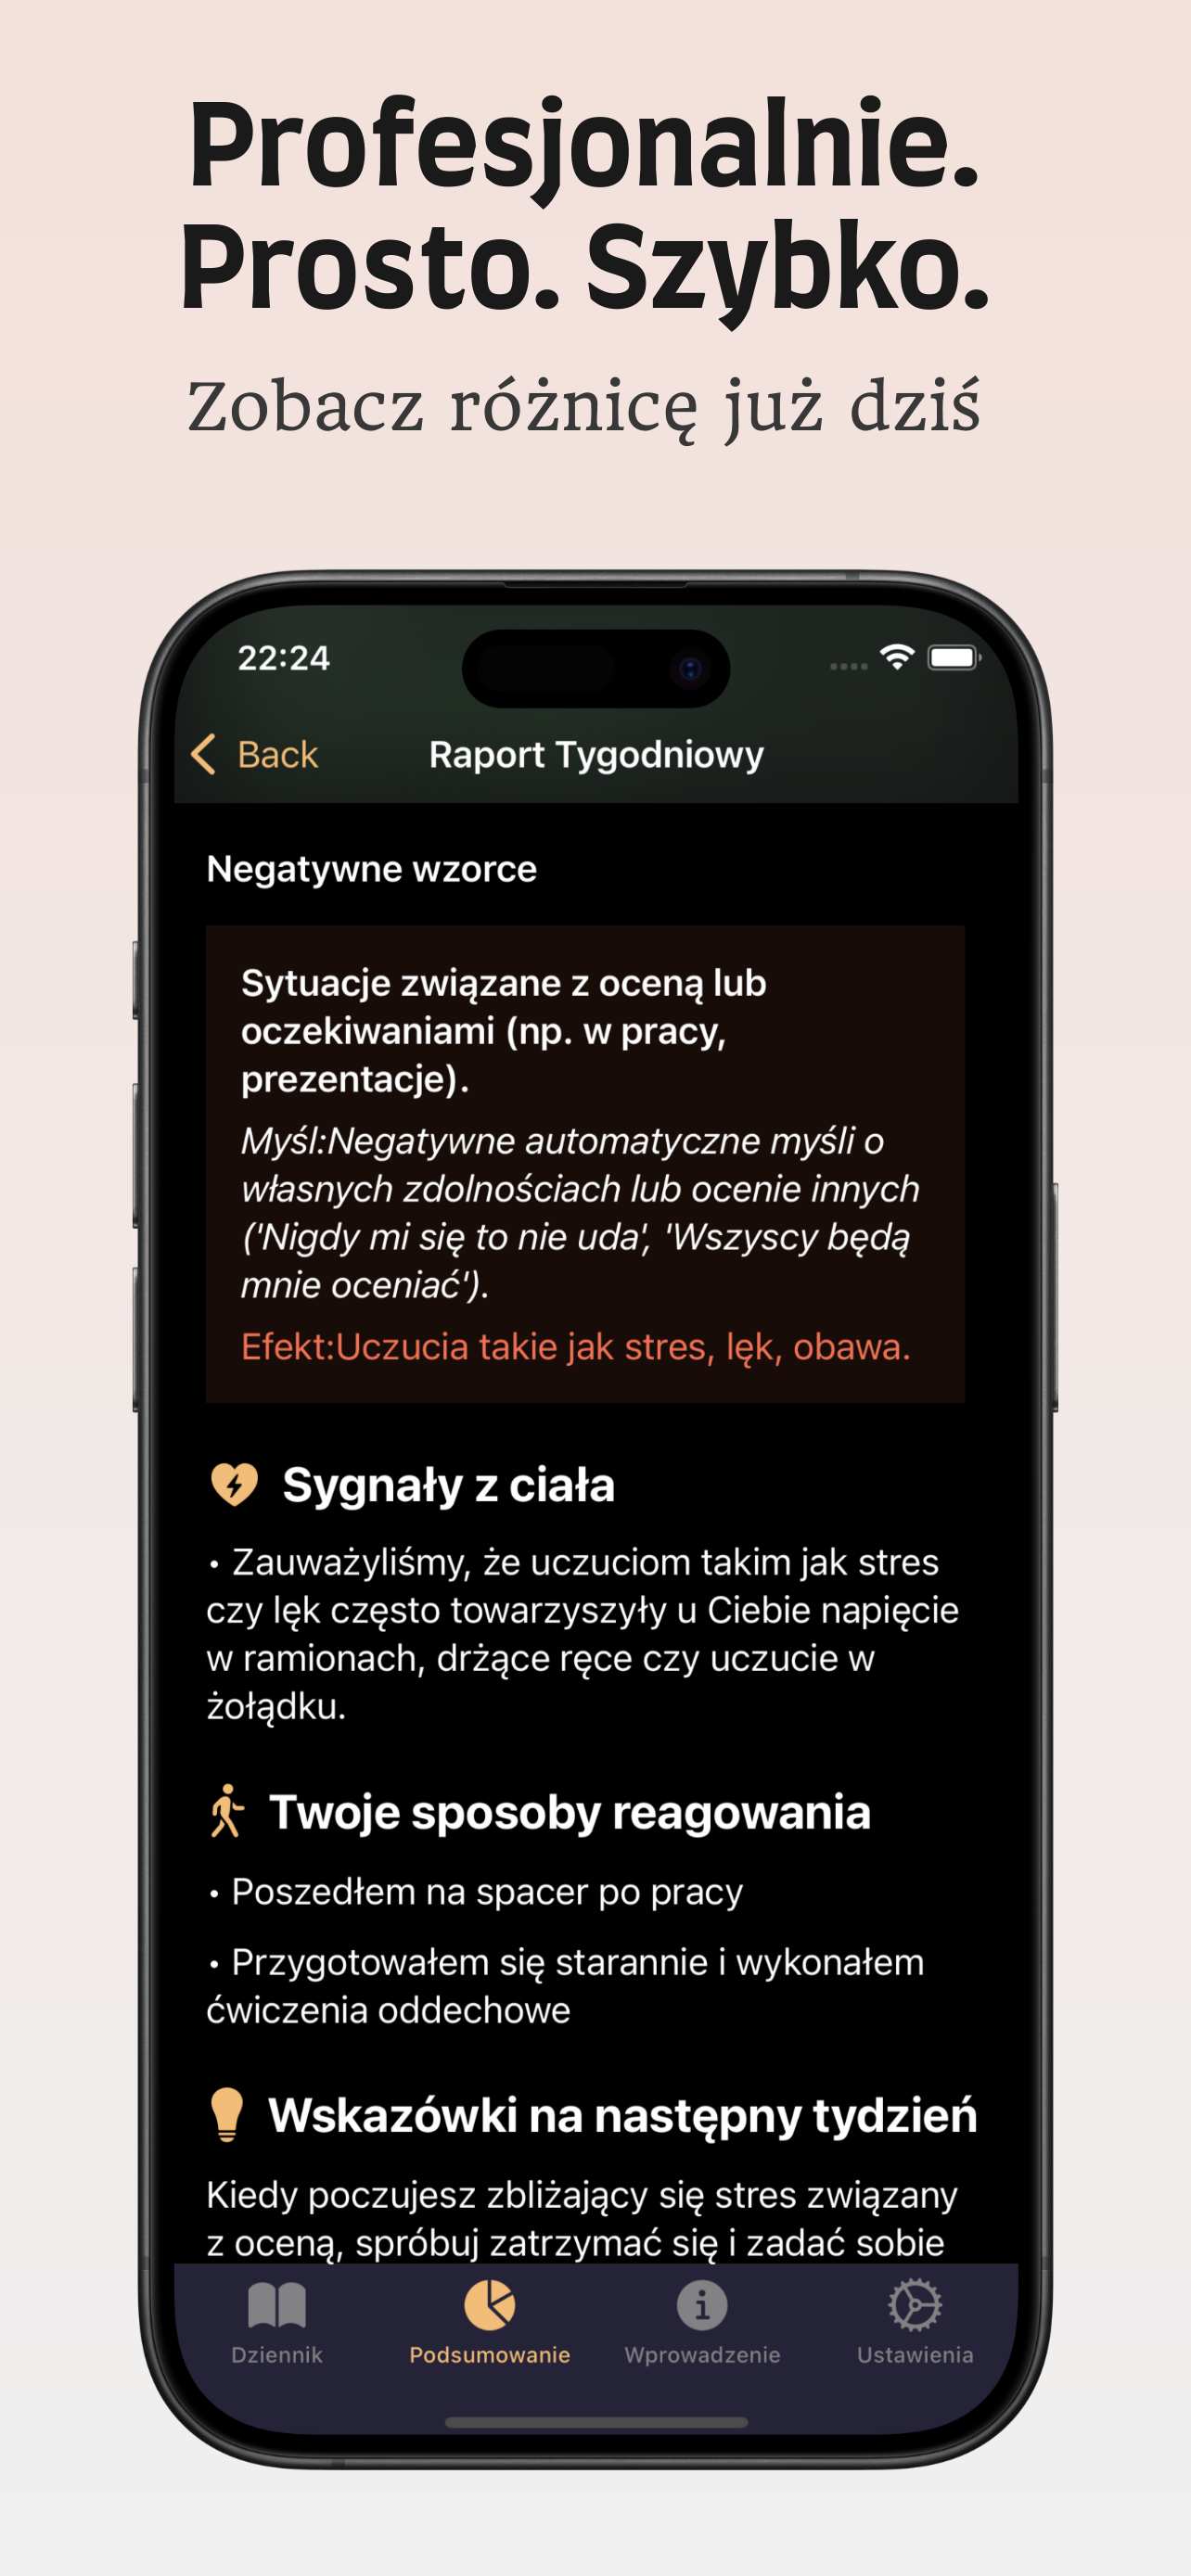 Profesjonalnie.
Prosto. Szybko.
Zobacz różnicę już dziś
22:24
Back
Raport Tygodniowy
Negatywne wzorce
Sytuacje związane z oceną lub
oczekiwaniami (np. w pracy,
prezentacje).
Myśl:Negatywne automatyczne myśli o
własnych zdolnościach lub ocenie innych
('Nigdy mi się to nie uda', 'Wszyscy będą
mnie oceniać').
Efekt:Uczucia takie jak stres, lęk, obawa.
Sygnały z ciała
• Zauważyliśmy, że uczuciom takim jak stres
czy lęk często towarzyszyły u Ciebie napięcie
w ramionach, drżące ręce czy uczucie w
żołądku.
Twoje sposoby reagowania
• Poszedłem na spacer po pracy
• Przygotowałem się starannie i wykonałem
ćwiczenia oddechowe
Wskazówki na następny tydzień
Kiedy poczujesz zbliżający się stres związany
z oceną, spróbuj zatrzymać się i zadać sobie
Dziennik
Podsumowanie
Wprowadzenie
Ustawienia